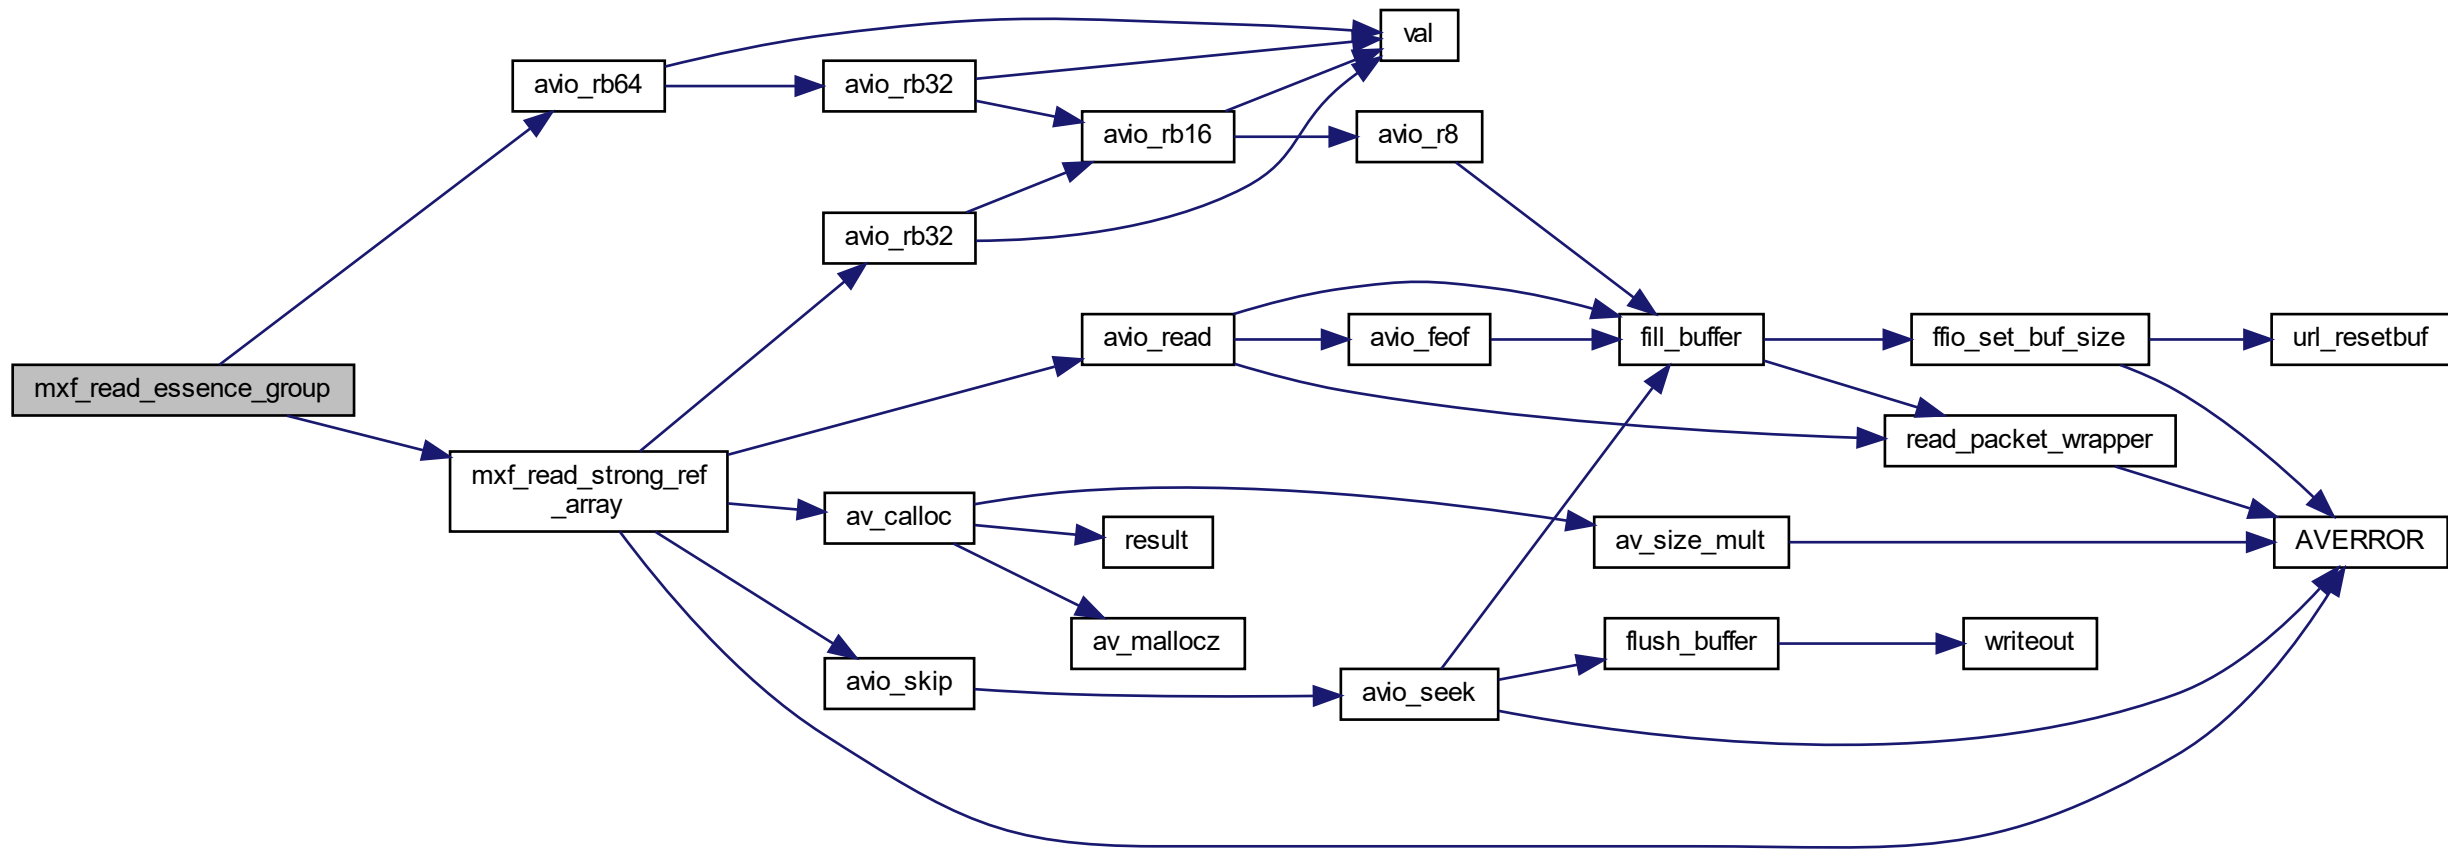 val
avio_rb64
avio_rb32
avio_rb16
avio_r8
avio_rb32
avio_read
avio_feof
fill_buffer
ffio_set_buf_size
url_resetbuf
mxf_read_essence_group
read_packet_wrapper
mxf_read_strong_ref
_array
av_calloc
result
av_size_mult
AVERROR
av_mallocz
flush_buffer
writeout
avio_skip
avio_seek